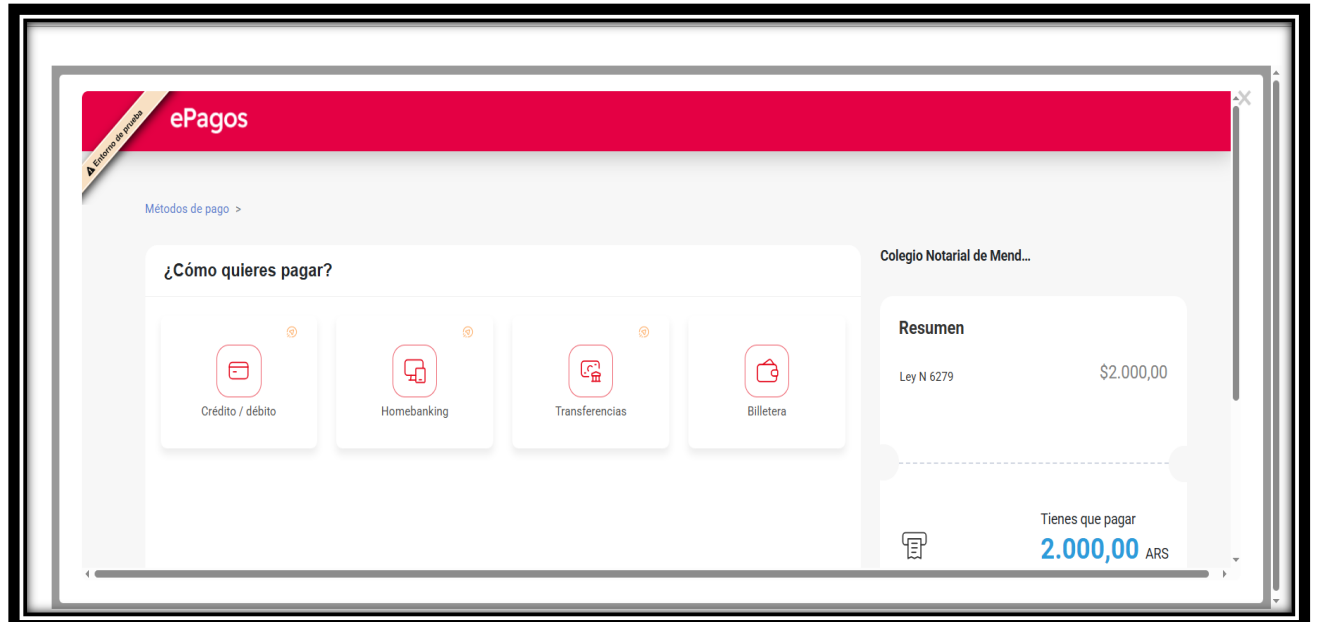 Entorno de prueba
ePagos
Métodos de pago >
¿Cómo quieres pagar?
Crédito / débito
Homebanking
Transferencias
Billetera
Colegio Notarial de Mend...
Resumen
Ley N 6279 $2.000,00
Tienes que pagar
2.000,00 ARS